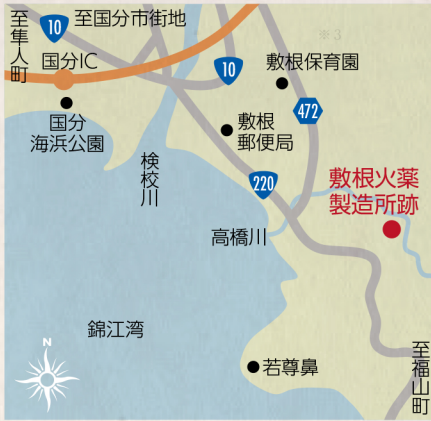 至隼人町
10
至国分市街地
国分IC
国分
海浜公園
検校川
10
敷根保育園
※3
敷根
郵便局
472
220
敷根火薬
製造所跡
高橋川
錦江湾
若尊鼻
至福山町
N